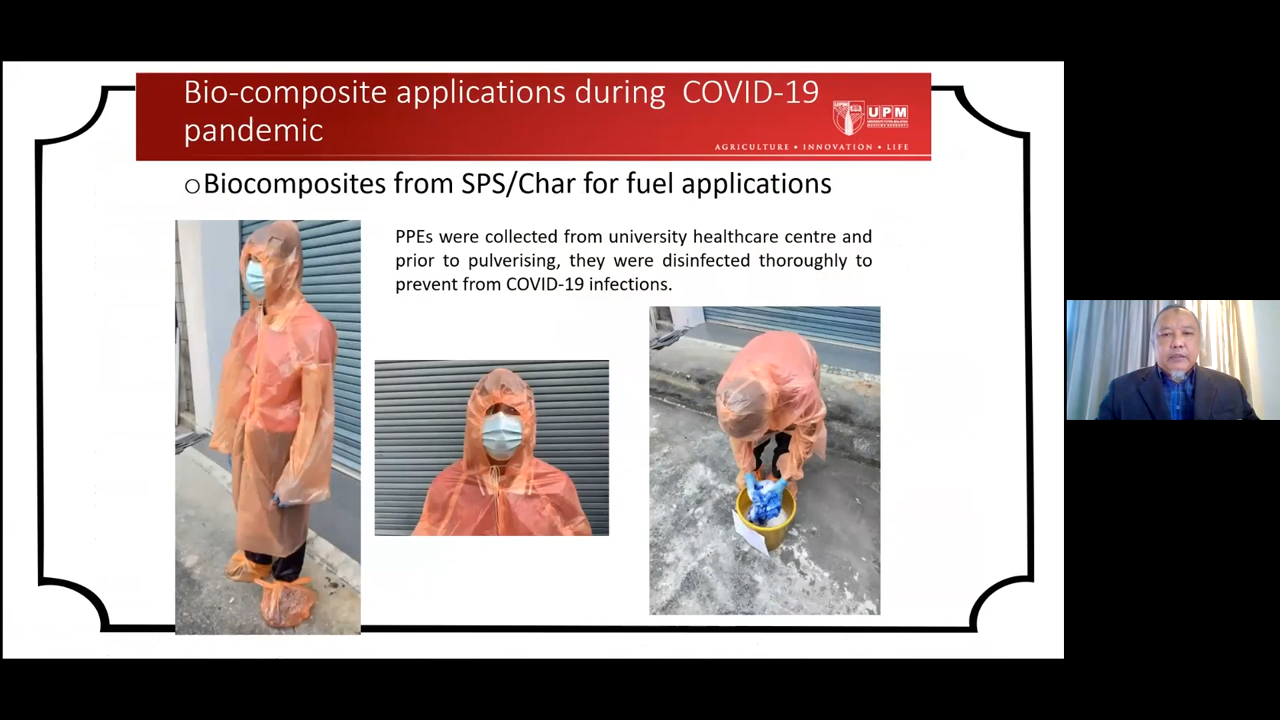 Bio-composite applications during COVID-19
pandemic
UPM
UPM
AGRICULTURE • INNOVATION • LIFE
○Biocomposites from SPS/Char for fuel applications
PPEs were collected from university healthcare centre and
prior to pulverising, they were disinfected thoroughly to
prevent from COVID-19 infections.